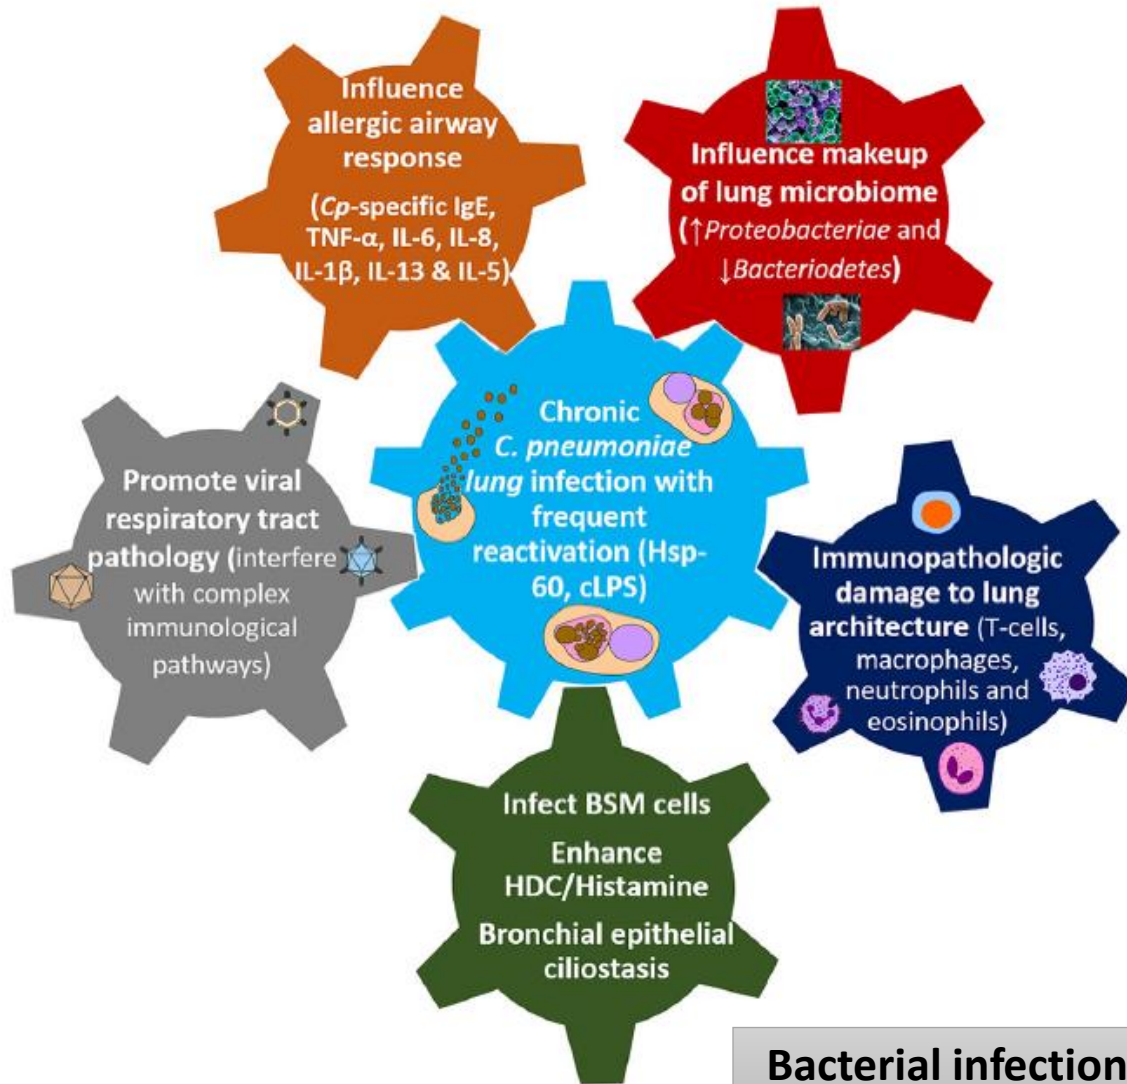 Influence
allergic airway
response
(Cp-specific IgE,
TNF-α, IL-6, IL-8,
IL-1β, IL-13 & IL-5)
Influence makeup
of lung microbiome
(↑Proteobacteriae and
↓Bacteriodetes)
Chronic
C. pneumoniae
lung infection with
frequent
reactivation (Hsp-
60, cLPS)
Promote viral
respiratory tract
pathology (interfere
with complex
immunological
pathways)
Immunopathologic
damage to lung
architecture (T-cells,
macrophages,
neutrophils and
eosinophils)
Infect BSM cells
Enhance
HDC/Histamine
Bronchial epithelial
ciliostasis
Bacterial infection